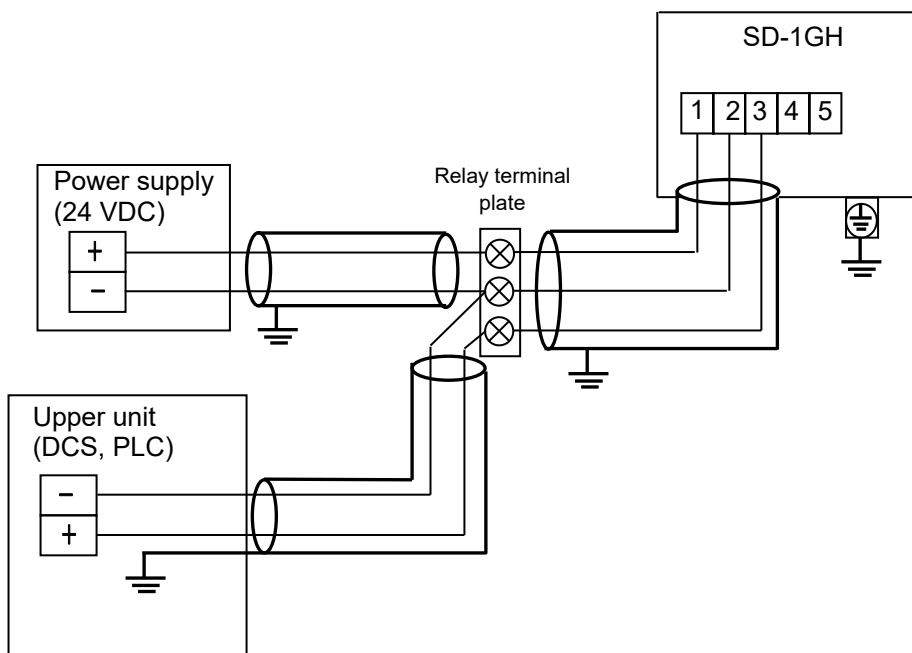 SD-1GH
1 2 3 4 5
Power supply
(24 VDC)
+
-
Relay terminal
plate
Upper unit
(DCS, PLC)
-
+